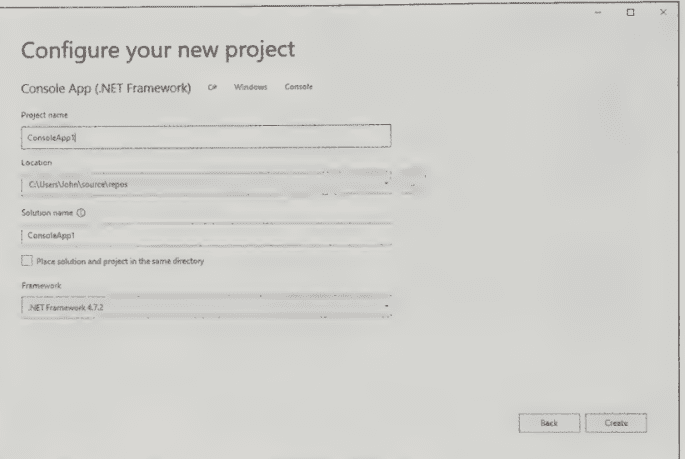 Configure your new project
Console App (.NET Framework) C# Windows Console
Project name
ConsoleApp1
Location
C:\Users\John\source\repos
Solution name
ConsoleApp1
Place solution and project in the same directory
Framework
.NET Framework 4.7.2
Back Create